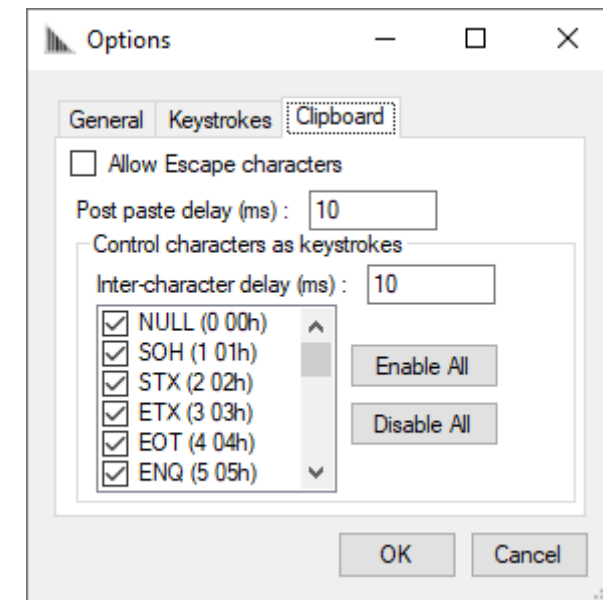 Options
General Keystrokes Clipboard
Allow Escape characters
Post paste delay (ms) : 10
Control characters as keystrokes
Inter-character delay (ms) : 10
NULL (0 00h)
SOH (1 01h)
STX (2 02h)
ETX (3 03h)
EOT (4 04h)
ENQ (5 05h)
Enable All
Disable All
OK Cancel